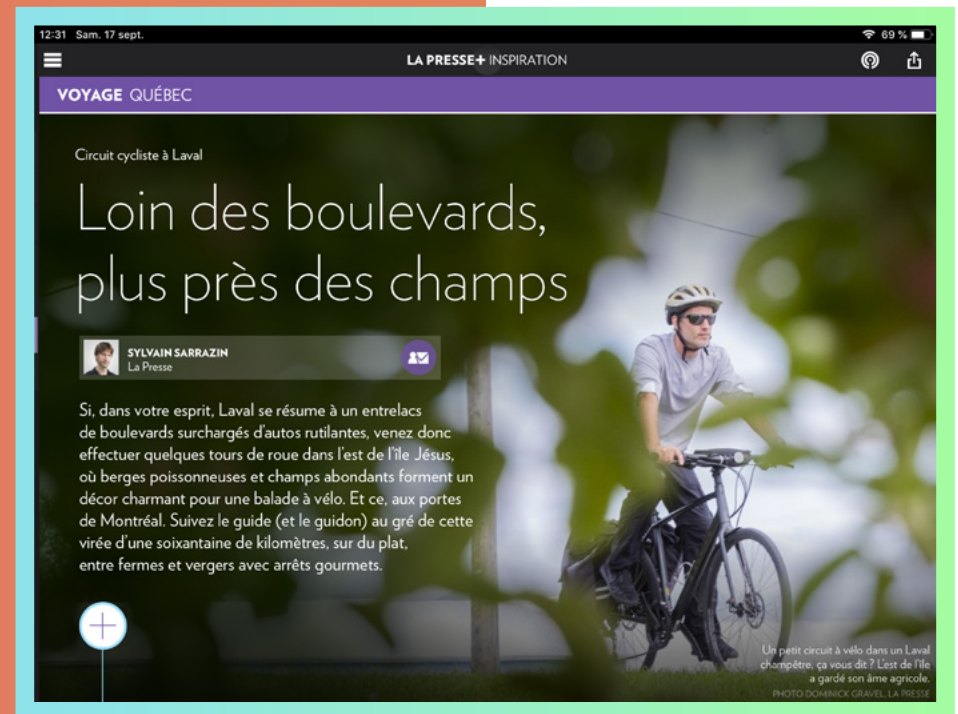 12:31 Sam. 17 sept.
69 %
LA PRESSE+ INSPIRATION
VOYAGE QUÉBEC
Circuit cycliste à Laval
Loin des boulevards,
plus près des champs
SYLVAIN SARRAZIN
La Presse
Si, dans votre esprit, Laval se résume à un entrelacs
de boulevards surchargés d'autos rutilantes, venez donc
effectuer quelques tours de roue dans l'est de l'île Jésus,
où berges poissonneuses et champs abondants forment un
décor charmant pour une balade à vélo. Et ce, aux portes
de Montréal. Suivez le guide (et le guidon) au gré de cette
virée d'une soixantaine de kilomètres, sur du plat,
entre fermes et vergers avec arrêts gourmets.
Un petit circuit à vélo dans un Laval
champêtre, ça vous dit ? L'est de l'île
a gardé son âme agricole.
PHOTO DOMINICK GRAVEL, LA PRESSE